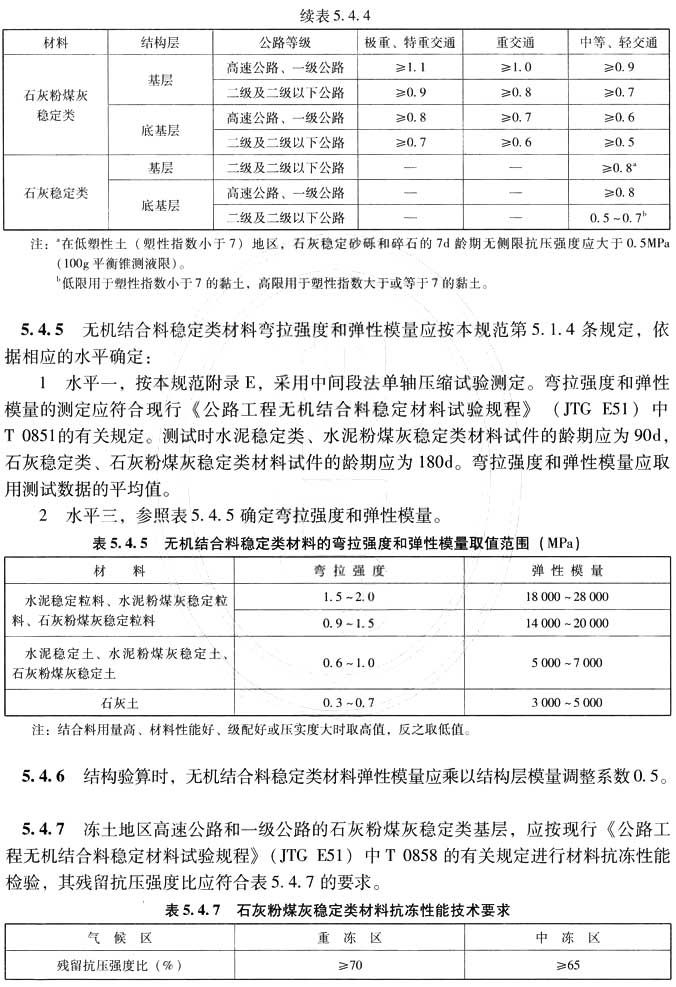 续表5.4.4
材料 结构层 公路等级 极重、特重交通 重交通 中等、轻交通
石灰粉煤灰稳定类 基层 高速公路、一级公路 ≥1.1 ≥1.0 ≥0.9
二级及二级以下公路 ≥0.9 ≥0.8 ≥0.7
底基层 高速公路、一级公路 ≥0.8 ≥0.7 ≥0.6
二级及二级以下公路 ≥0.7 ≥0.6 ≥0.5
石灰稳定类 基层 二级及二级以下公路 — — ≥0.8ᵃ
底基层 高速公路、一级公路 — — ≥0.8
二级及二级以下公路 — — 0.5~0.7ᵇ
注：ᵃ在低塑性土（塑性指数小于7）地区，石灰稳定砂砾和碎石的7d龄期无侧限抗压强度应大于0.5MPa
（100g平衡锥测液限）。
ᵇ低限用于塑性指数小于7的黏土，高限用于塑性指数大于或等于7的黏土。
5.4.5 无机结合料稳定类材料弯拉强度和弹性模量应按本规范第5.1.4条规定，依
据相应的水平确定：
1 水平一，按本规范附录E，采用中间段法单轴压缩试验测定。弯拉强度和弹性
模量的测定应符合现行《公路工程无机结合料稳定材料试验规程》（JTG E51）中
T 0851的有关规定。测试时水泥稳定类、水泥粉煤灰稳定类材料试件的龄期应为90d，
石灰稳定类、石灰粉煤灰稳定类材料试件的龄期应为180d。弯拉强度和弹性模量应取
用测试数据的平均值。
2 水平三，参照表5.4.5确定弯拉强度和弹性模量。
表5.4.5 无机结合料稳定类材料的弯拉强度和弹性模量取值范围（MPa）
材 料 弯拉强度 弹性模量
水泥稳定粒料、水泥粉煤灰稳定粒 1.5~2.0 18 000~28 000
料、石灰粉煤灰稳定粒料 0.9~1.5 14 000~20 000
水泥稳定土、水泥粉煤灰稳定土、
石灰粉煤灰稳定土 0.6~1.0 5 000~7 000
石灰土 0.3~0.7 3 000~5 000
注：结合料用量高、材料性能好、级配好或压实度大时取高值，反之取低值。
5.4.6 结构验算时，无机结合料稳定类材料弹性模量应乘以结构层模量调整系数0.5。
5.4.7 冻土地区高速公路和一级公路的石灰粉煤灰稳定类基层，应按现行《公路工
程无机结合料稳定材料试验规程》（JTG E51）中T 0858的有关规定进行材料抗冻性能
检验，其残留抗压强度比应符合表5.4.7的要求。
表5.4.7 石灰粉煤灰稳定类材料抗冻性能技术要求
气候区 重冻区 中冻区
残留抗压强度比（%） ≥70 ≥65